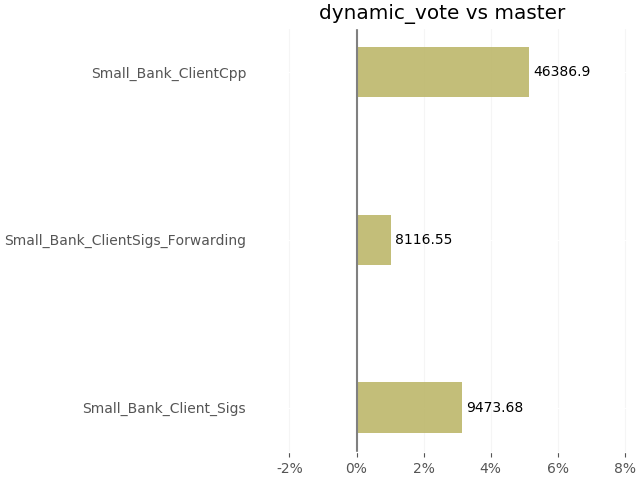 dynamic_vote vs master
Small_Bank_ClientCpp
46386.9
Small_Bank_ClientSigs_Forwarding
8116.55
Small_Bank_Client_Sigs
9473.68
-2% 0% 2% 4% 6% 8%